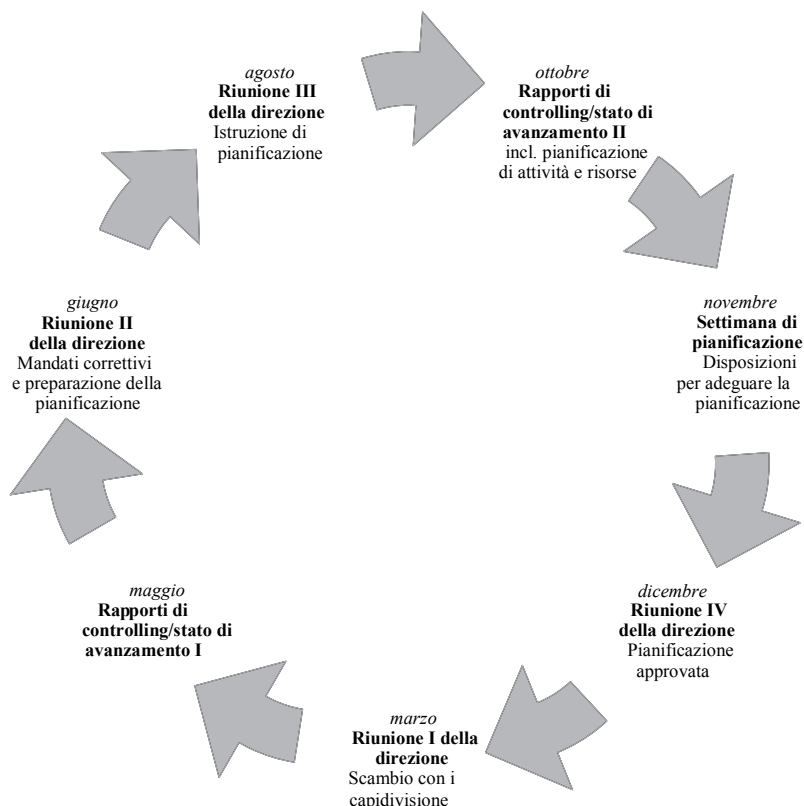 agosto
Riunione III
della direzione
Istruzione di
pianificazione
ottobre
Rapporti di
controlling/stato di
avanzamento II
incl. pianificazione
di attività e risorse
novembre
Settimana di
pianificazione
Disposizioni
per adeguare la
pianificazione
dicembre
Riunione IV
della direzione
Pianificazione
approvata
marzo
Riunione I della
direzione
Scambio con i
capidivisione
maggio
Rapporti di
controlling/stato di
avanzamento I
giugno
Riunione II
della direzione
Mandati correttivi
e preparazione della
pianificazione